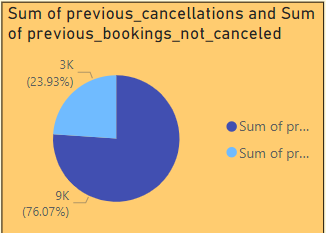 Sum of previous_cancellations and Sum
of previous_bookings_not_canceled
3K
(23.93%)
Sum of pr...
Sum of pr...
9K
(76.07%)